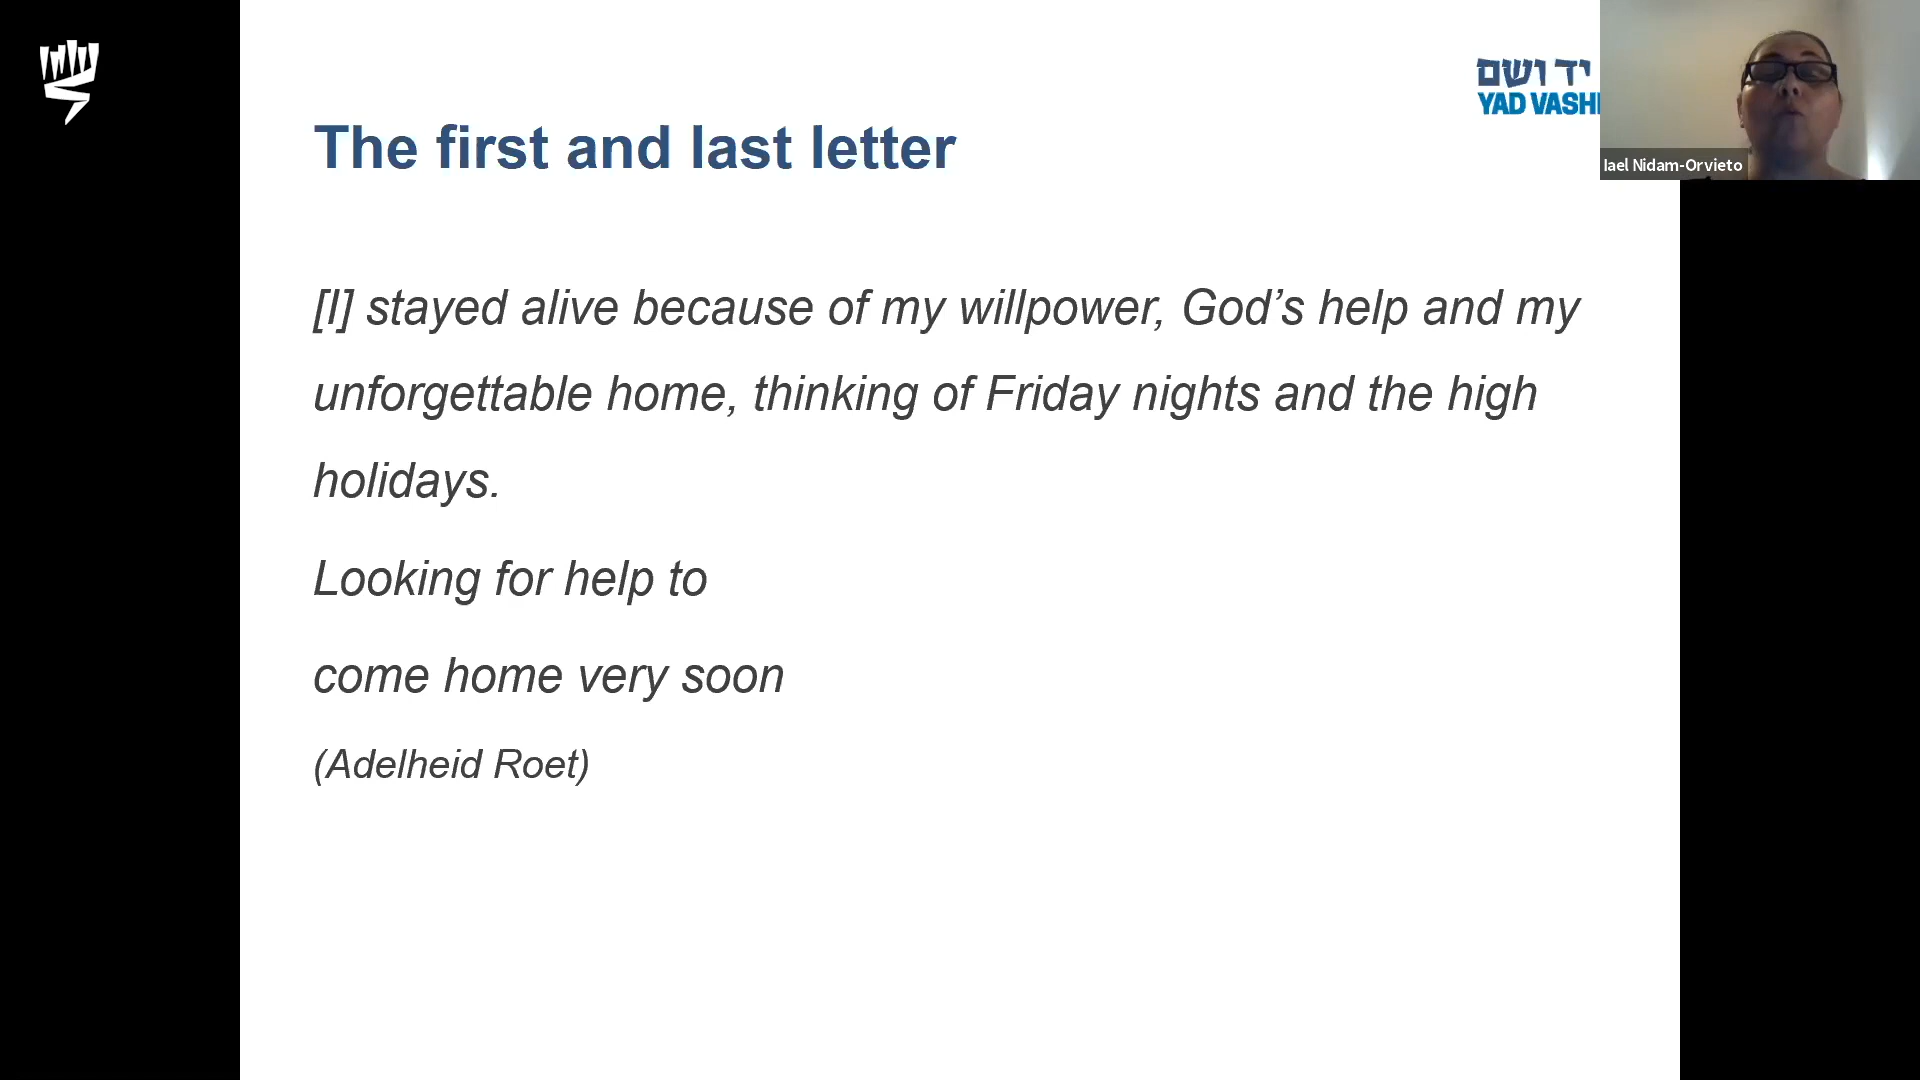 The first and last letter
יד ושם
YAD VASH
Iael Nidam-Orvieto
[I] stayed alive because of my willpower, God’s help and my
unforgettable home, thinking of Friday nights and the high
holidays.
Looking for help to
come home very soon
(Adelheid Roet)